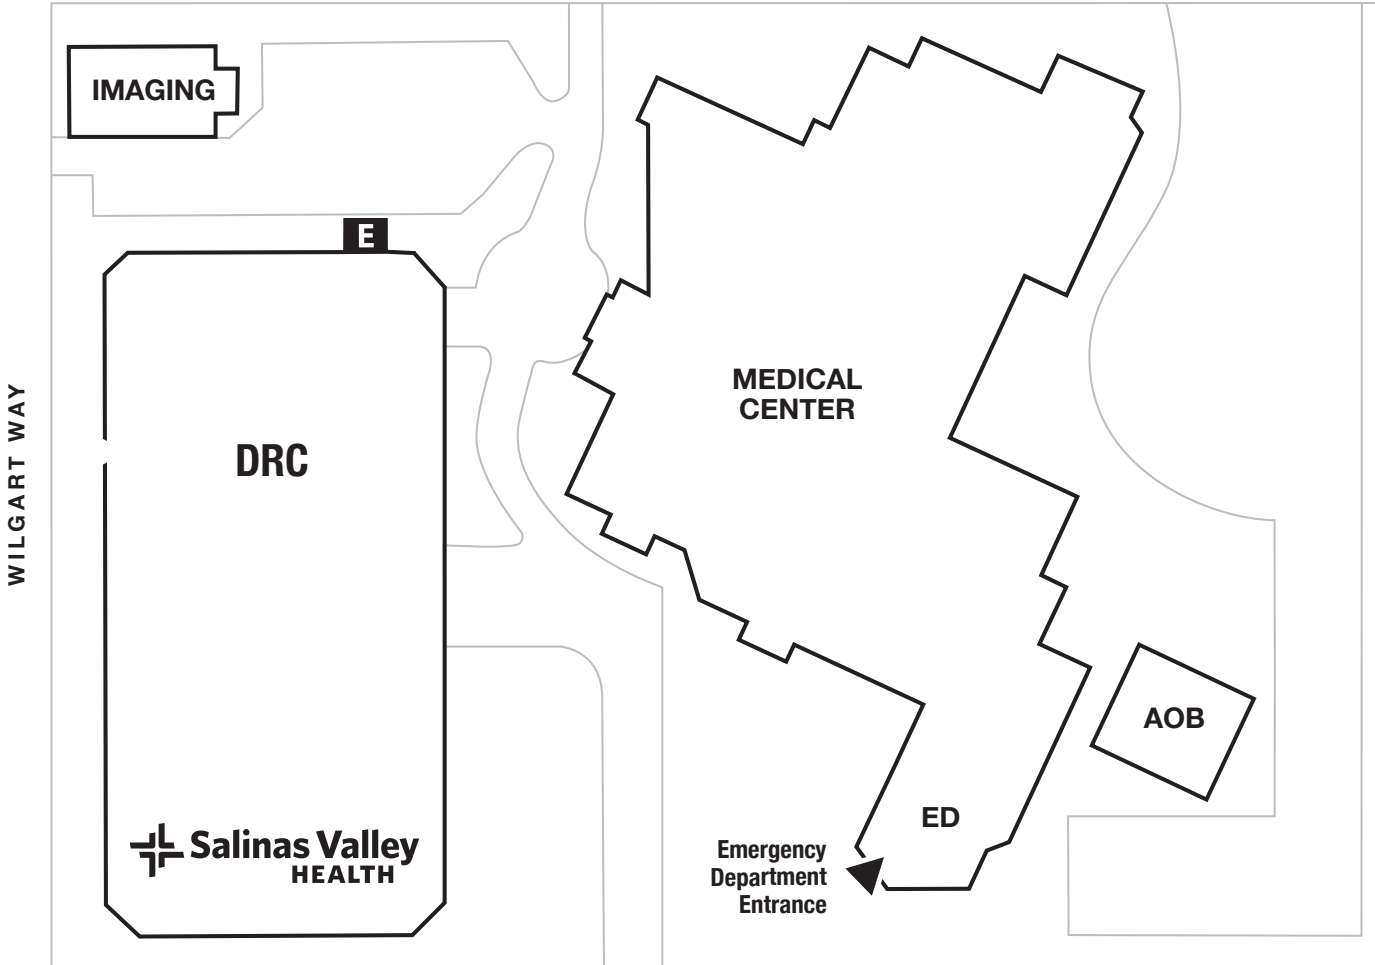 IMAGING
E
MEDICAL
CENTER
WILGART WAY
DRC
AOB
ED
Salinas Valley
HEALTH
Emergency
Department
Entrance